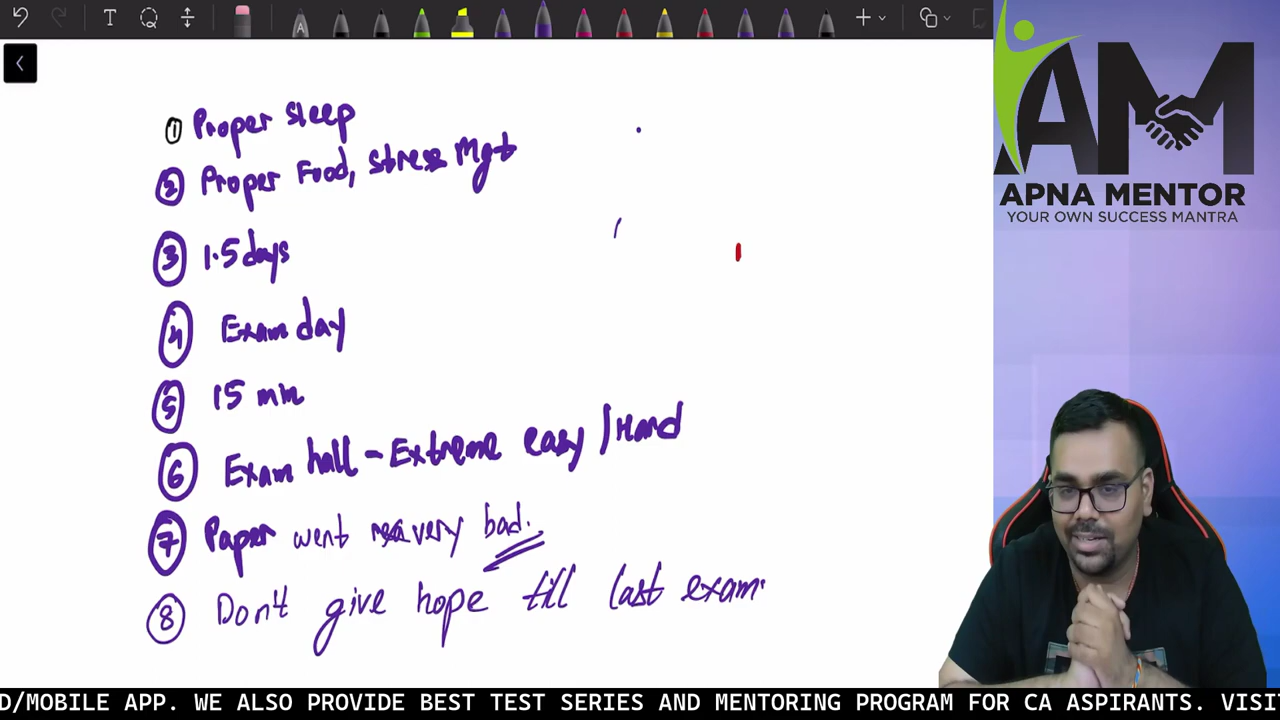 ① Proper sleep
② Proper Food, Stress Mgt
③ 1.5 days
④ Exam day
⑤ 15 min
⑥ Exam hall - Extreme easy / Hard
⑦ Paper went very bad.
⑧ Don't give hope till last exam.
AM
APNA MENTOR
YOUR OWN SUCCESS MANTRA
D/MOBILE APP. WE ALSO PROVIDE BEST TEST SERIES AND MENTORING PROGRAM FOR CA ASPIRANTS. VISI